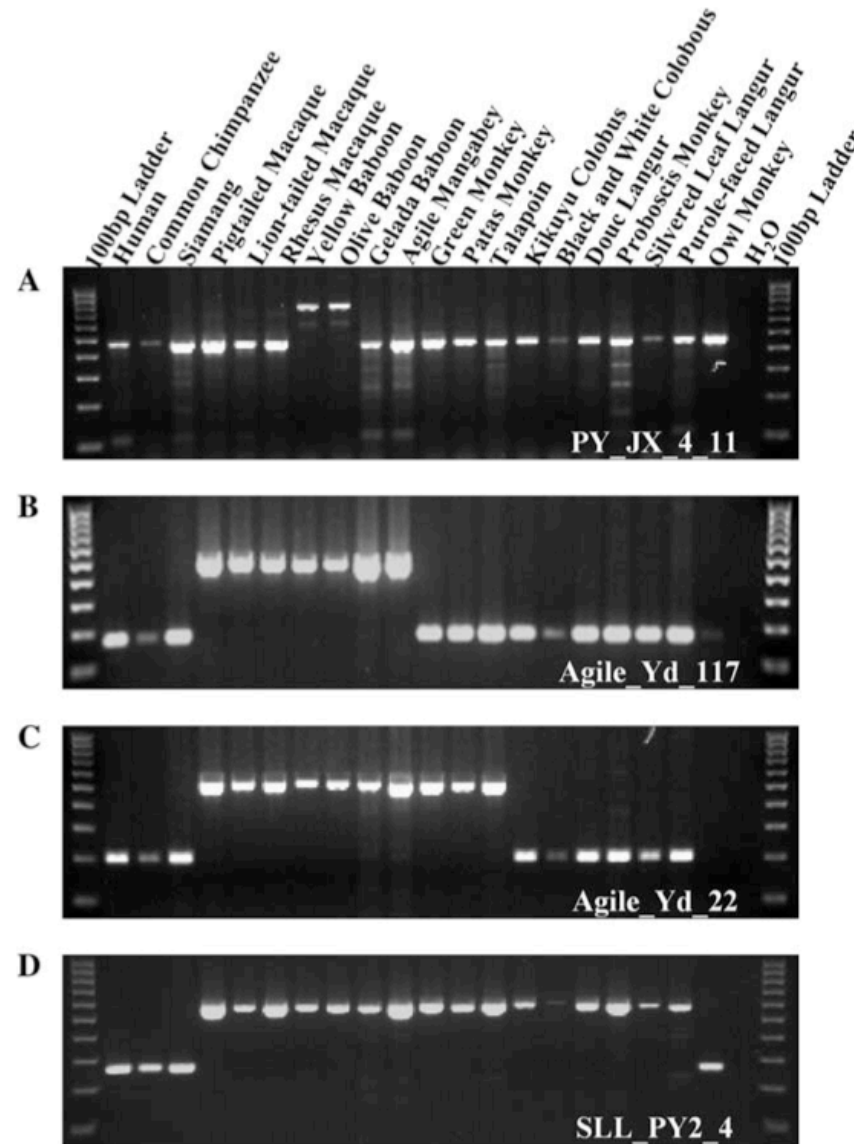 100bp Ladder
Human
Common Chimpanzee
Siamang
Pigtailed Macaque
Lion-tailed Macaque
Rhesus Macaque
Yellow Baboon
Olive Baboon
Gelada Baboon
Agile Mangabey
Green Monkey
Patas Monkey
Talapoin
Kikuyu Colobus
Black and White Colobous
Douc Langur
Proboscis Monkey
Silvered Leaf Langur
Purole-faced Langur
Owl Monkey
H2O
100bp Ladder
A
PY_JX_4_11
B
Agile_Yd_117
C
Agile_Yd_22
D
SLL_PY2_4